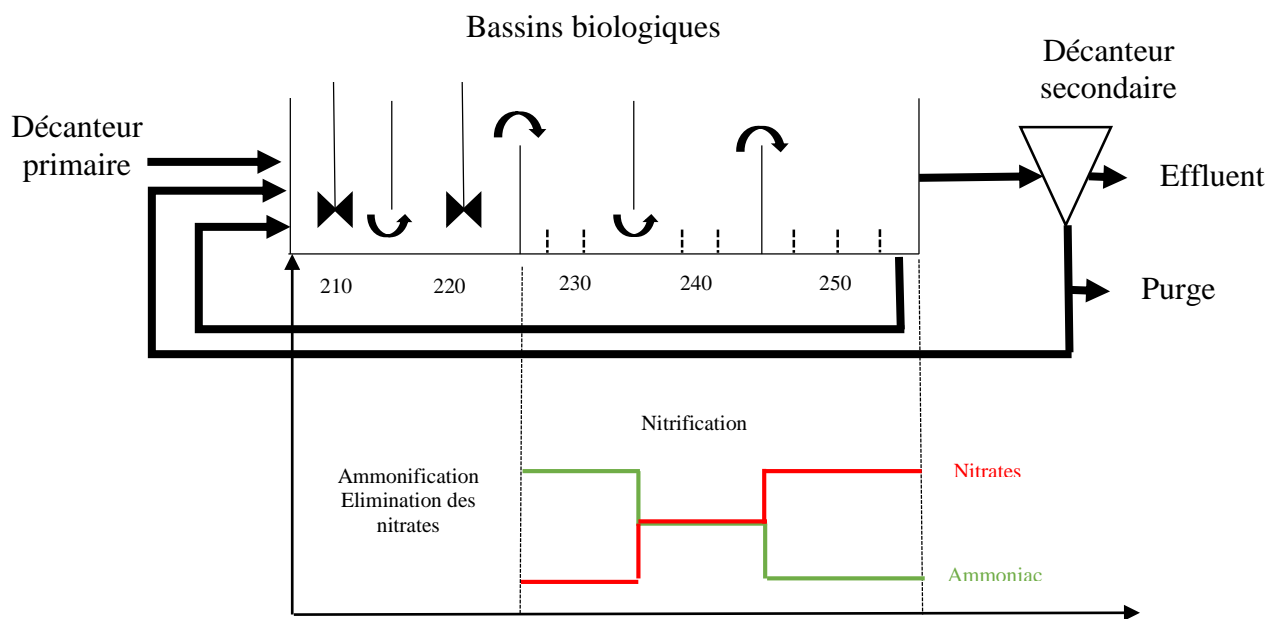 Bassins biologiques
Décanteur
secondaire
Décanteur
primaire
Effluent
210
220
230
240
250
Purge
Nitrification
Ammonification
Elimination des
nitrates
Nitrates
Ammoniac